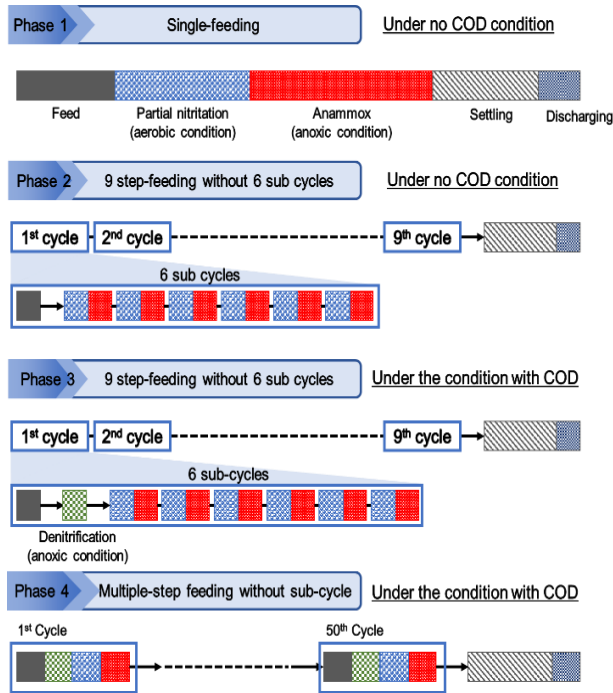 Phase 1
Single-feeding
Under no COD condition
Feed
Partial nitritation
(aerobic condition)
Anammox
(anoxic condition)
Settling
Discharging
Phase 2
9 step-feeding without 6 sub cycles
Under no COD condition
1st cycle
2nd cycle
9th cycle
6 sub cycles
Phase 3
9 step-feeding without 6 sub cycles
Under the condition with COD
1st cycle
2nd cycle
9th cycle
6 sub-cycles
Denitrification
(anoxic condition)
Phase 4
Multiple-step feeding without sub-cycle
Under the condition with COD
1st Cycle
50th Cycle